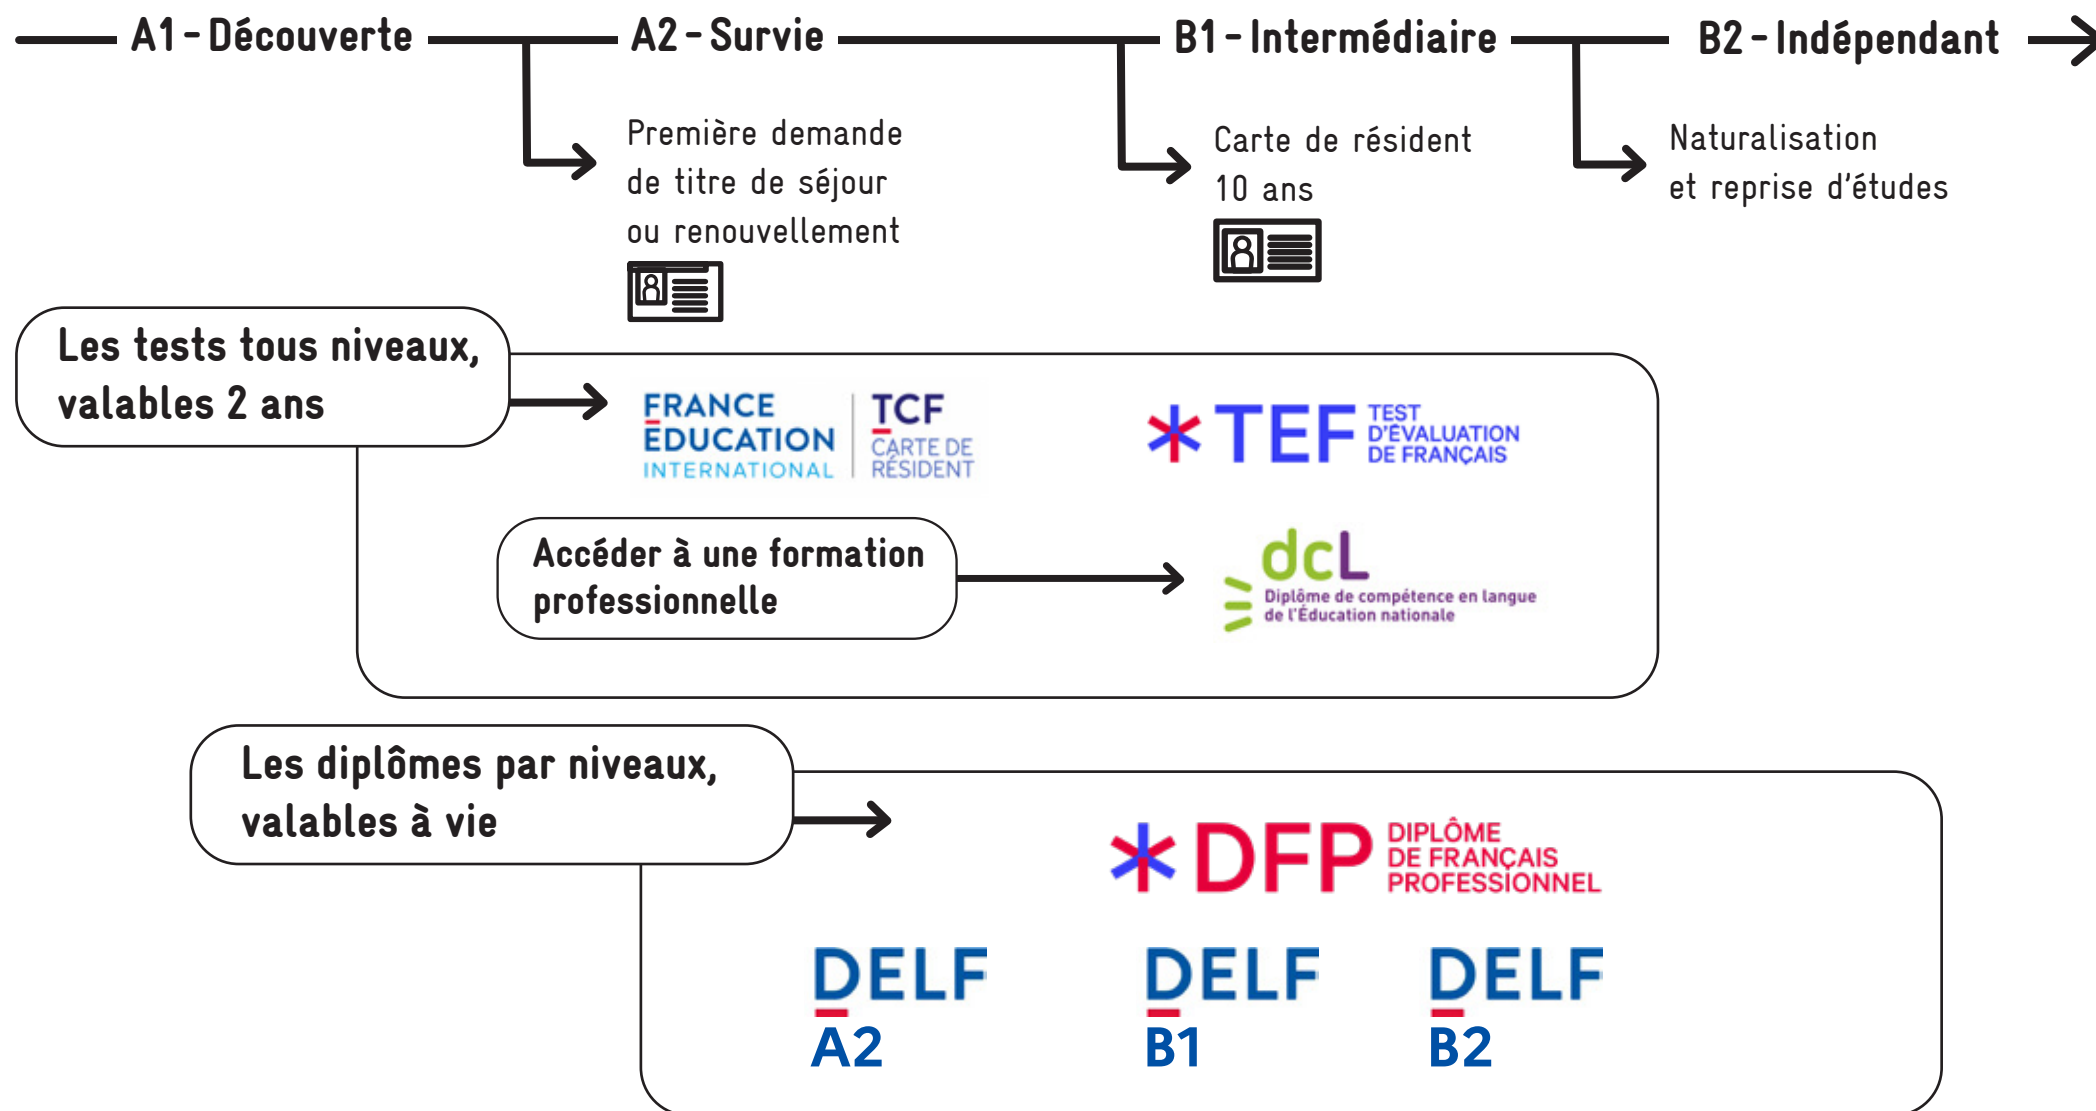 A1 - Découverte
A2 - Survie
B1 - Intermédiaire
B2 - Indépendant
Première demande
de titre de séjour
ou renouvellement
Carte de résident
10 ans
Naturalisation
et reprise d'études
Les tests tous niveaux,
valables 2 ans
FRANCE
ÉDUCATION
INTERNATIONAL
TCF
CARTE DE
RÉSIDENT
TEF
TEST
D'ÉVALUATION
DE FRANÇAIS
Accéder à une formation
professionnelle
dcL
Diplôme de compétence en langue
de l'Éducation nationale
Les diplômes par niveaux,
valables à vie
DFP
DIPLÔME
DE FRANÇAIS
PROFESSIONNEL
DELF
A2
DELF
B1
DELF
B2